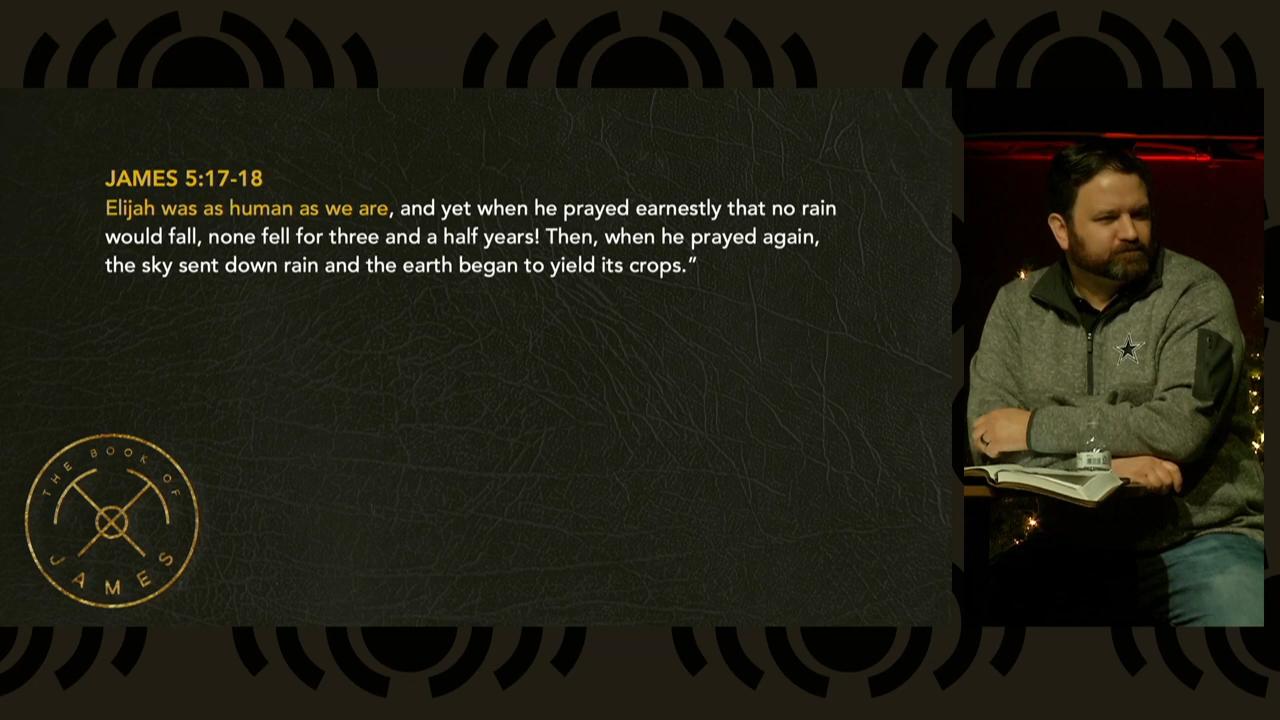 JAMES 5:17-18
Elijah was as human as we are, and yet when he prayed earnestly that no rain
would fall, none fell for three and a half years! Then, when he prayed again,
the sky sent down rain and the earth began to yield its crops.”
THE BOOK OF
JAMES